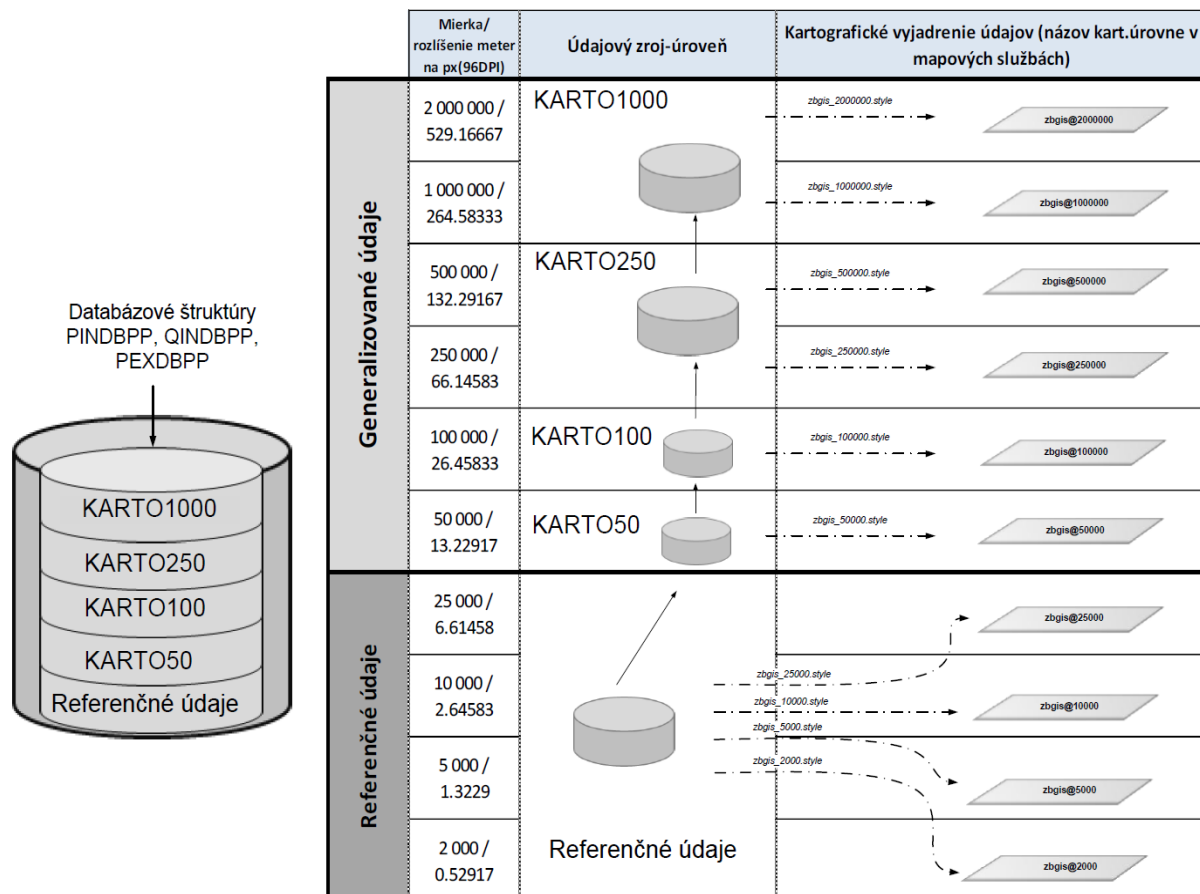 Mierka/
rozlíšenie meter
na px(96DPI)
Údajový zroj-úroveň
Kartografické vyjadrenie údajov (názov kart.úrovne v
mapových službách)
Databázové štruktúry
PINDBPP, QINDBPP,
PEXDBPP
KARTO1000
KARTO250
KARTO100
KARTO50
Referenčné údaje
Generalizované údaje
2 000 000 /
529.16667
KARTO1000
zbgis_2000000.style
zbgis@2000000
1 000 000 /
264.58333
zbgis_1000000.style
zbgis@1000000
500 000 /
132.29167
KARTO250
zbgis_500000.style
zbgis@500000
250 000 /
66.14583
zbgis_250000.style
zbgis@250000
100 000 /
26.45833
KARTO100
zbgis_100000.style
zbgis@100000
50 000 /
13.22917
KARTO50
zbgis_50000.style
zbgis@50000
Referenčné údaje
25 000 /
6.61458
zbgis_25000.style
zbgis@25000
10 000 /
2.64583
zbgis_10000.style
zbgis@10000
5 000 /
1.3229
zbgis_5000.style
zbgis@5000
2 000 /
0.52917
zbgis_2000.style
zbgis@2000
Referenčné údaje